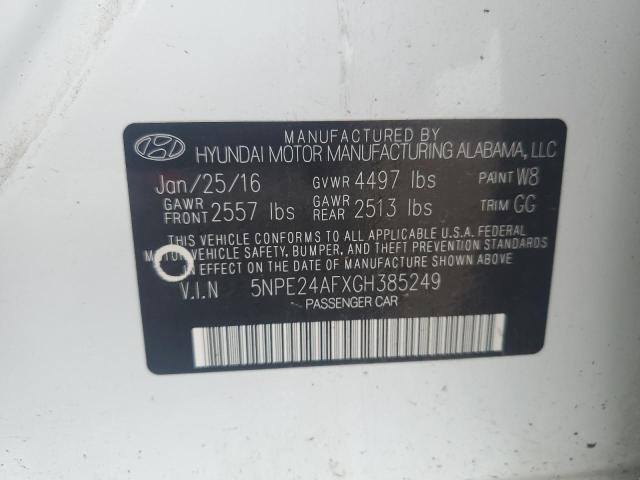 MANUFACTURED BY
HYUNDAI MOTOR MANUFACTURING ALABAMA, LLC
Jan/25/16 GVWR 4497 lbs PAINT W8
GAWR FRONT 2557 lbs GAWR REAR 2513 lbs TRIM GG
THIS VEHICLE CONFORMS TO ALL APPLICABLE U.S.A. FEDERAL
MOTOR VEHICLE SAFETY, BUMPER, AND THEFT PREVENTION STANDARDS
IN EFFECT ON THE DATE OF MANUFACTURE SHOWN ABOVE.
V.I.N 5NPE24AFXGH385249
PASSENGER CAR